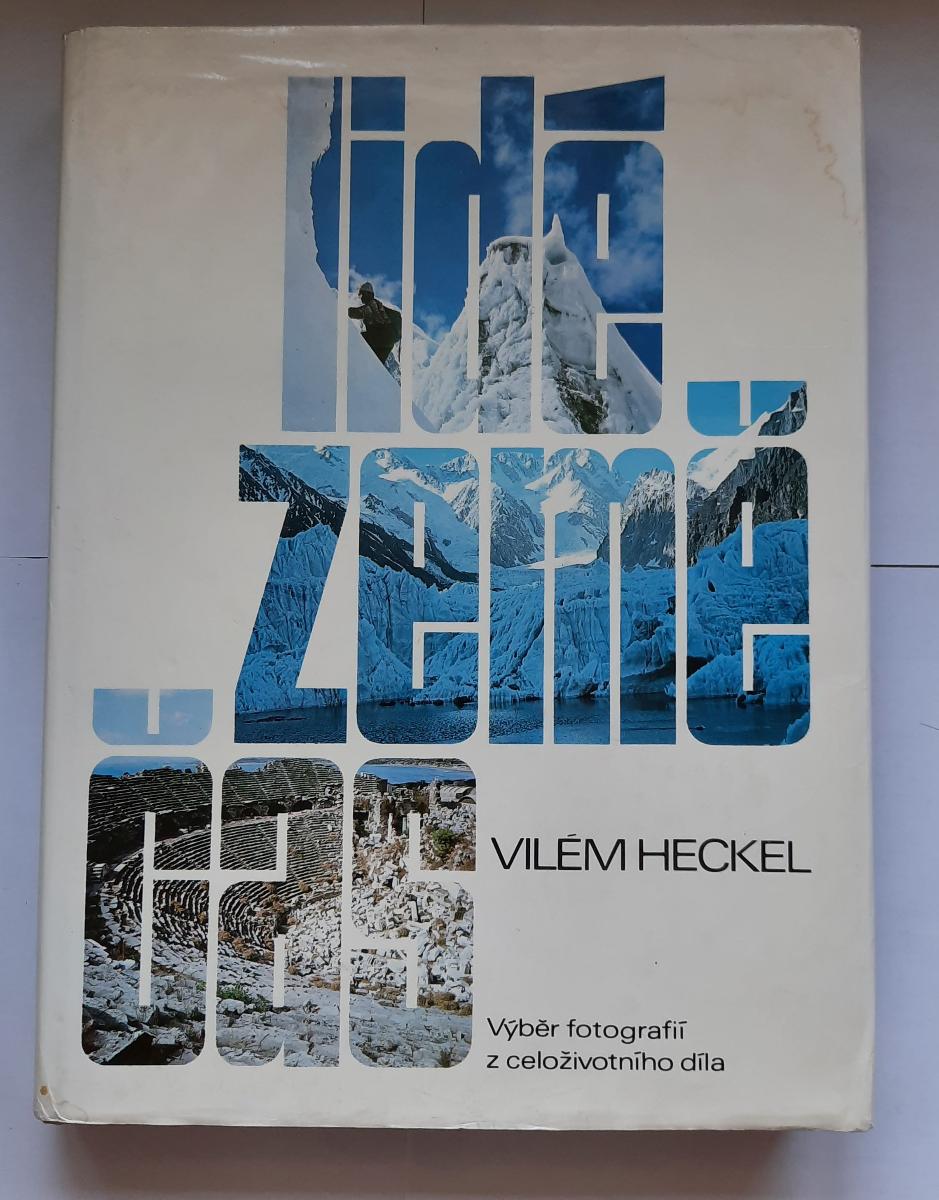 lidé
země
čas
VILÉM HECKEL
Výběr fotografií
z celoživotního díla